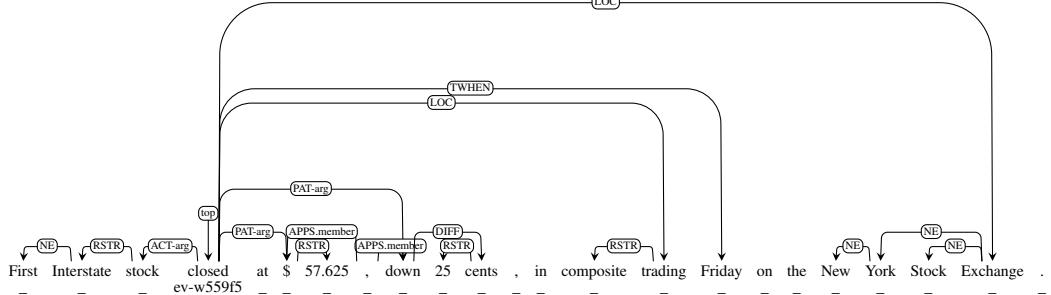 LOC
TWHEN
LOC
PAT-arg
top
PAT-arg APPS.member DIFF NE
NE RSTR ACT-arg RSTR APPS.member RSTR RSTR NE NE
First Interstate stock closed at $ 57.625 , down 25 cents , in composite trading Friday on the New York Stock Exchange .
_ _ _ ev-w559f5 _ _ _ _ _ _ _ _ _ _ _ _ _ _ _ _ _ _ _